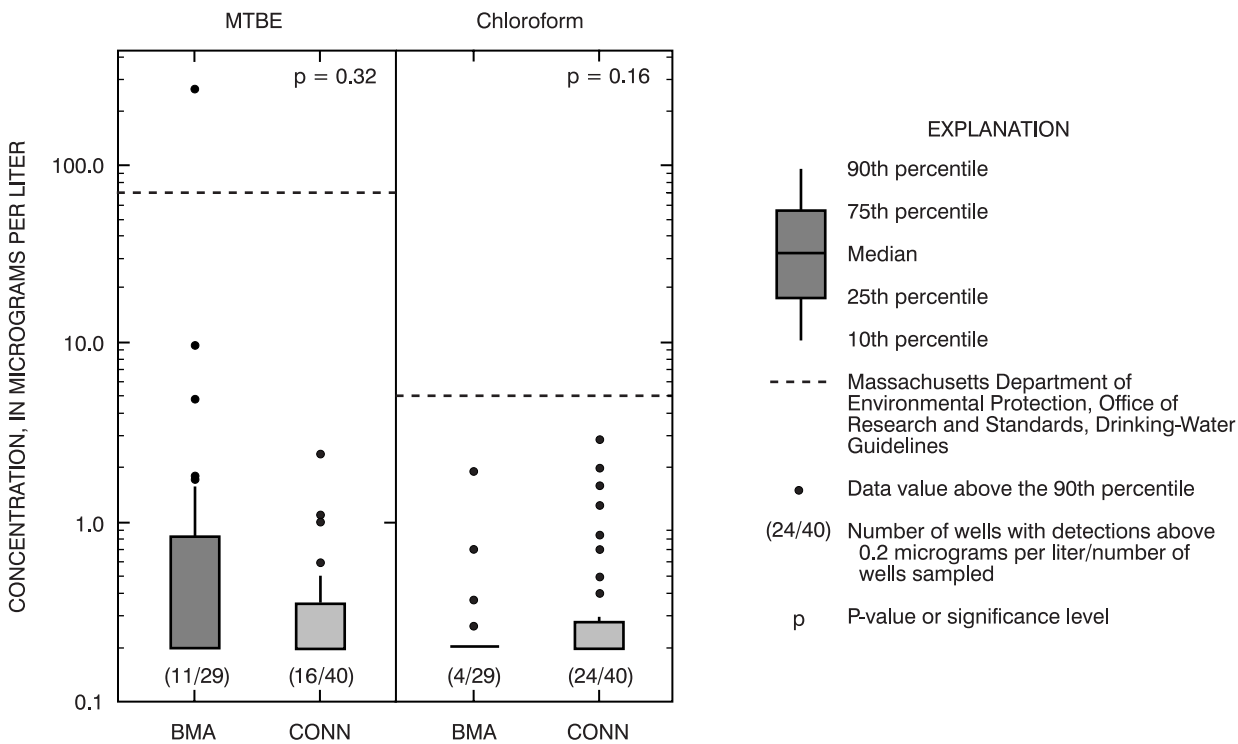 MTBE
Chloroform
p = 0.32
p = 0.16
CONCENTRATION, IN MICROGRAMS PER LITER
100.0
10.0
1.0
0.1
(11/29)
(16/40)
(4/29)
(24/40)
BMA
CONN
BMA
CONN
EXPLANATION
90th percentile
75th percentile
Median
25th percentile
10th percentile
Massachusetts Department of
Environmental Protection, Office of
Research and Standards, Drinking-Water
Guidelines
Data value above the 90th percentile
(24/40) Number of wells with detections above
0.2 micrograms per liter/number of
wells sampled
p P-value or significance level